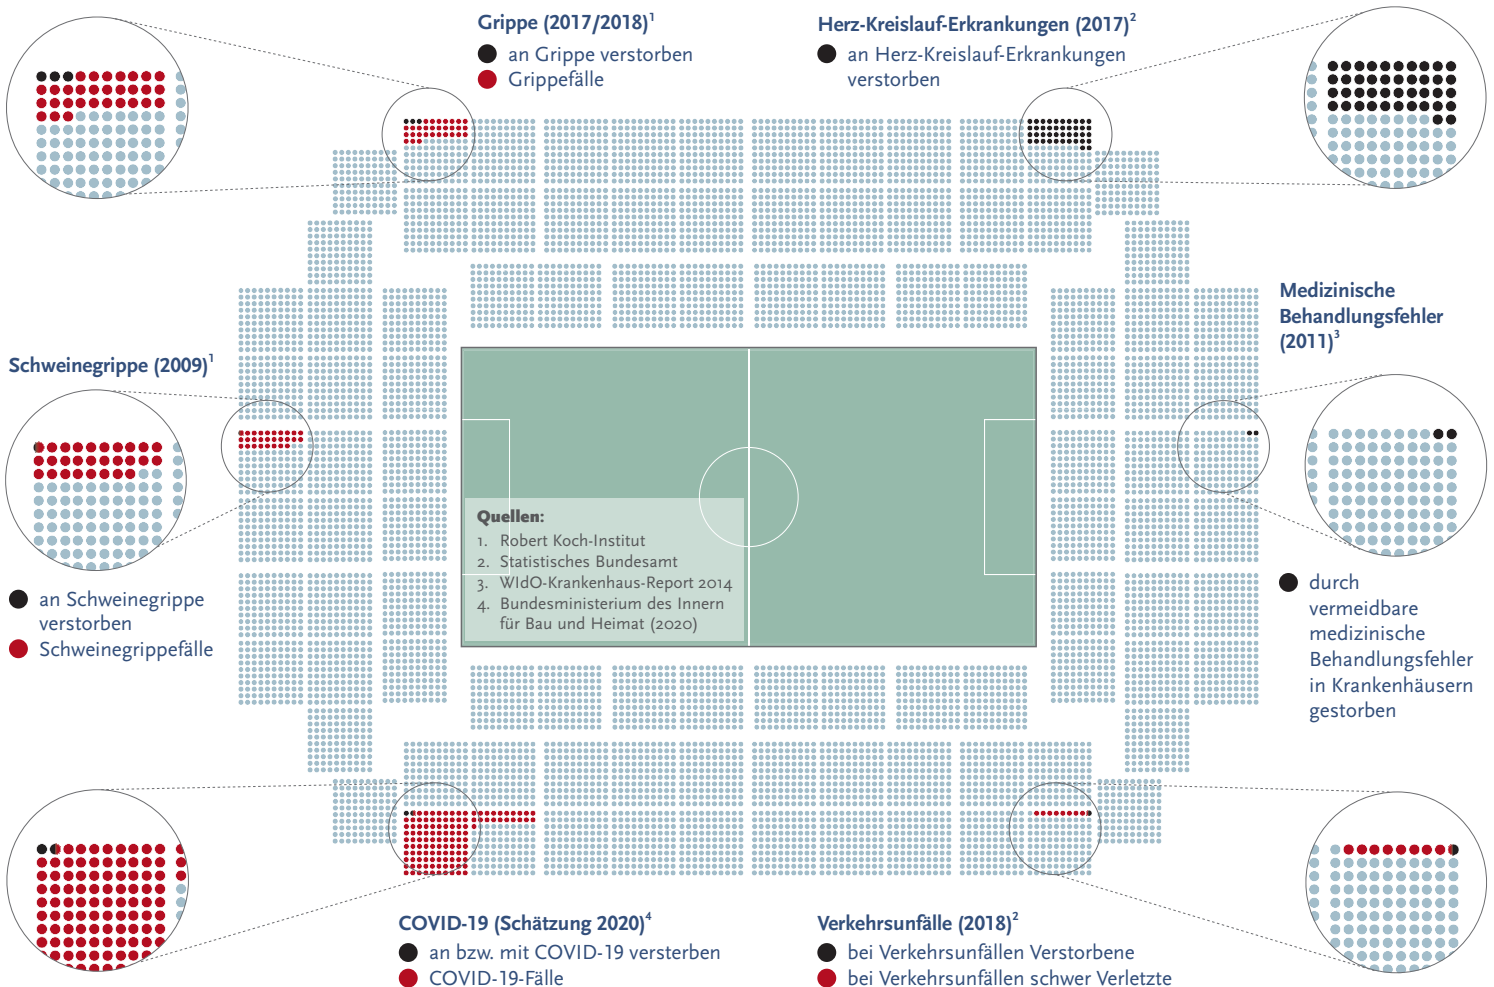 Grippe (2017/2018)¹
an Grippe verstorben
Grippefälle
Herz-Kreislauf-Erkrankungen (2017)²
an Herz-Kreislauf-Erkrankungen
verstorben
Medizinische
Behandlungsfehler
(2011)³
durch
vermeidbare
medizinische
Behandlungsfehler
in Krankenhäusern
gestorben
Schweinegrippe (2009)¹
an Schweinegrippe
verstorben
Schweinegrippefälle
Quellen:
1. Robert Koch-Institut
2. Statistisches Bundesamt
3. WIdO-Krankenhaus-Report 2014
4. Bundesministerium des Innern
für Bau und Heimat (2020)
COVID-19 (Schätzung 2020)⁴
an bzw. mit COVID-19 versterben
COVID-19-Fälle
Verkehrsunfälle (2018)²
bei Verkehrsunfällen Verstorbene
bei Verkehrsunfällen schwer Verletzte